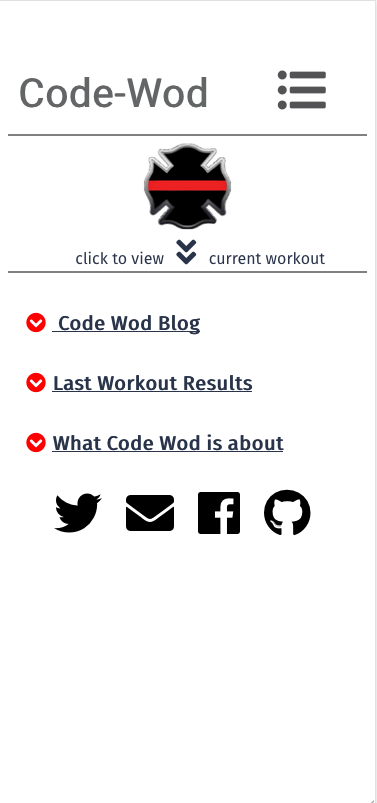 Code-Wod
click to view current workout
Code Wod Blog
Last Workout Results
What Code Wod is about